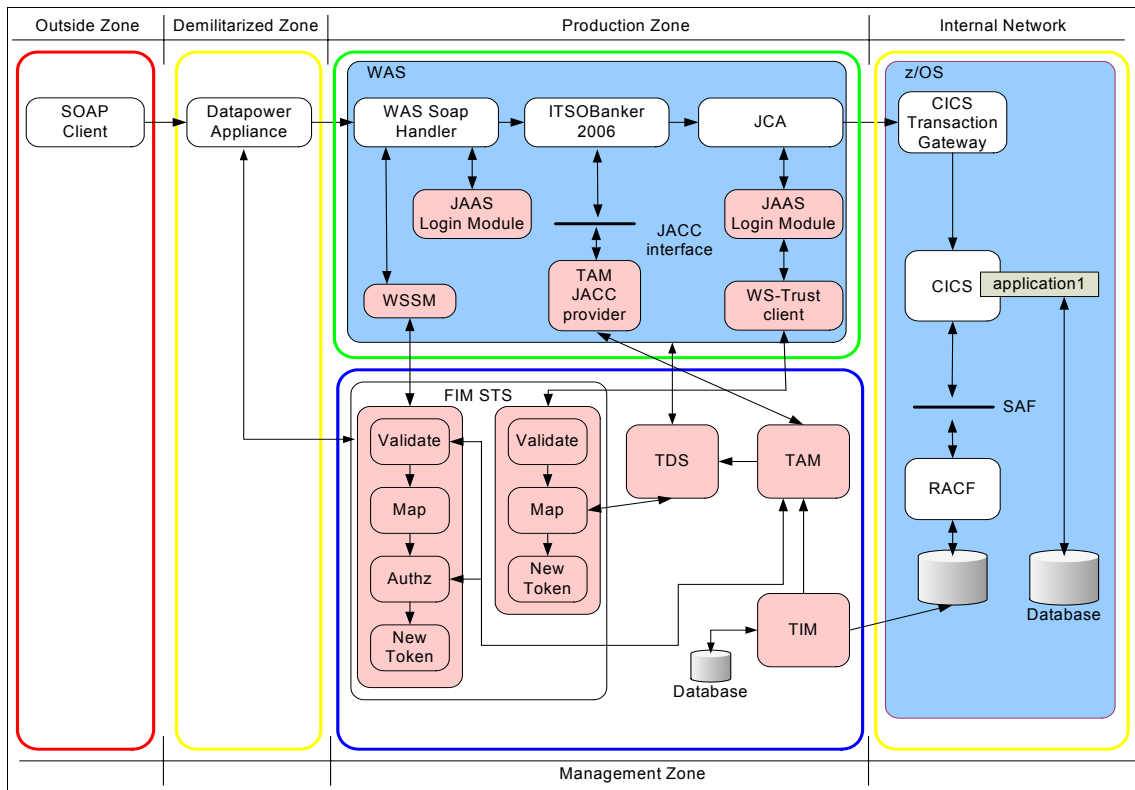 Outside Zone
Demilitarized Zone
Production Zone
Internal Network
WAS
z/OS
SOAP
Client
Datapower
Appliance
WAS Soap
Handler
ITSOBanker
2006
JCA
CICS
Transaction
Gateway
JAAS
Login Module
JACC
interface
JAAS
Login Module
WSSM
TAM
JACC
provider
WS-Trust
client
CICS
application1
FIM STS
SAF
Validate
Validate
TDS
TAM
RACF
Map
Map
Authz
New
Token
New
Token
TIM
Database
Database
Management Zone